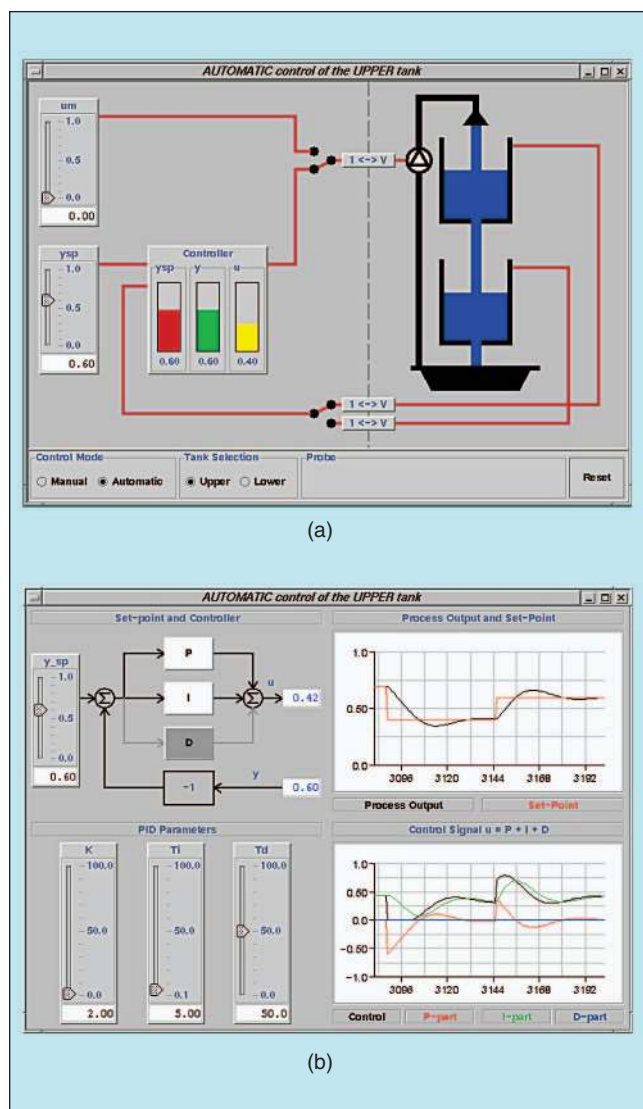 AUTOMATIC control of the UPPER tank
um
1.0
0.5
0.0
0.00
1 <-> V
ysp
1.0
0.5
0.0
0.60
Controller
ysp y u
0.60 0.60 0.40
1 <-> V
1 <-> V
Control Mode Tank Selection Probe
Manual Automatic Upper Lower Reset
(a)
AUTOMATIC control of the UPPER tank
Set-point and Controller
y_sp
1.0
0.5
0.0
0.60
Σ
P
I
D
Σ
u
0.42
-1
y
0.60
Process Output and Set-Point
1.0
0.50
0.0
3096 3120 3144 3168 3192
Process Output Set-Point
PID Parameters
K Ti Td
100.0 100.0 100.0
50.0 50.0 50.0
0.0 0.1 0.0
2.00 5.00 50.0
Control Signal u = P + I + D
1.0
0.50
0.0
-0.50
-1.0
3096 3120 3144 3168 3192
Control P-part I-part D-part
(b)